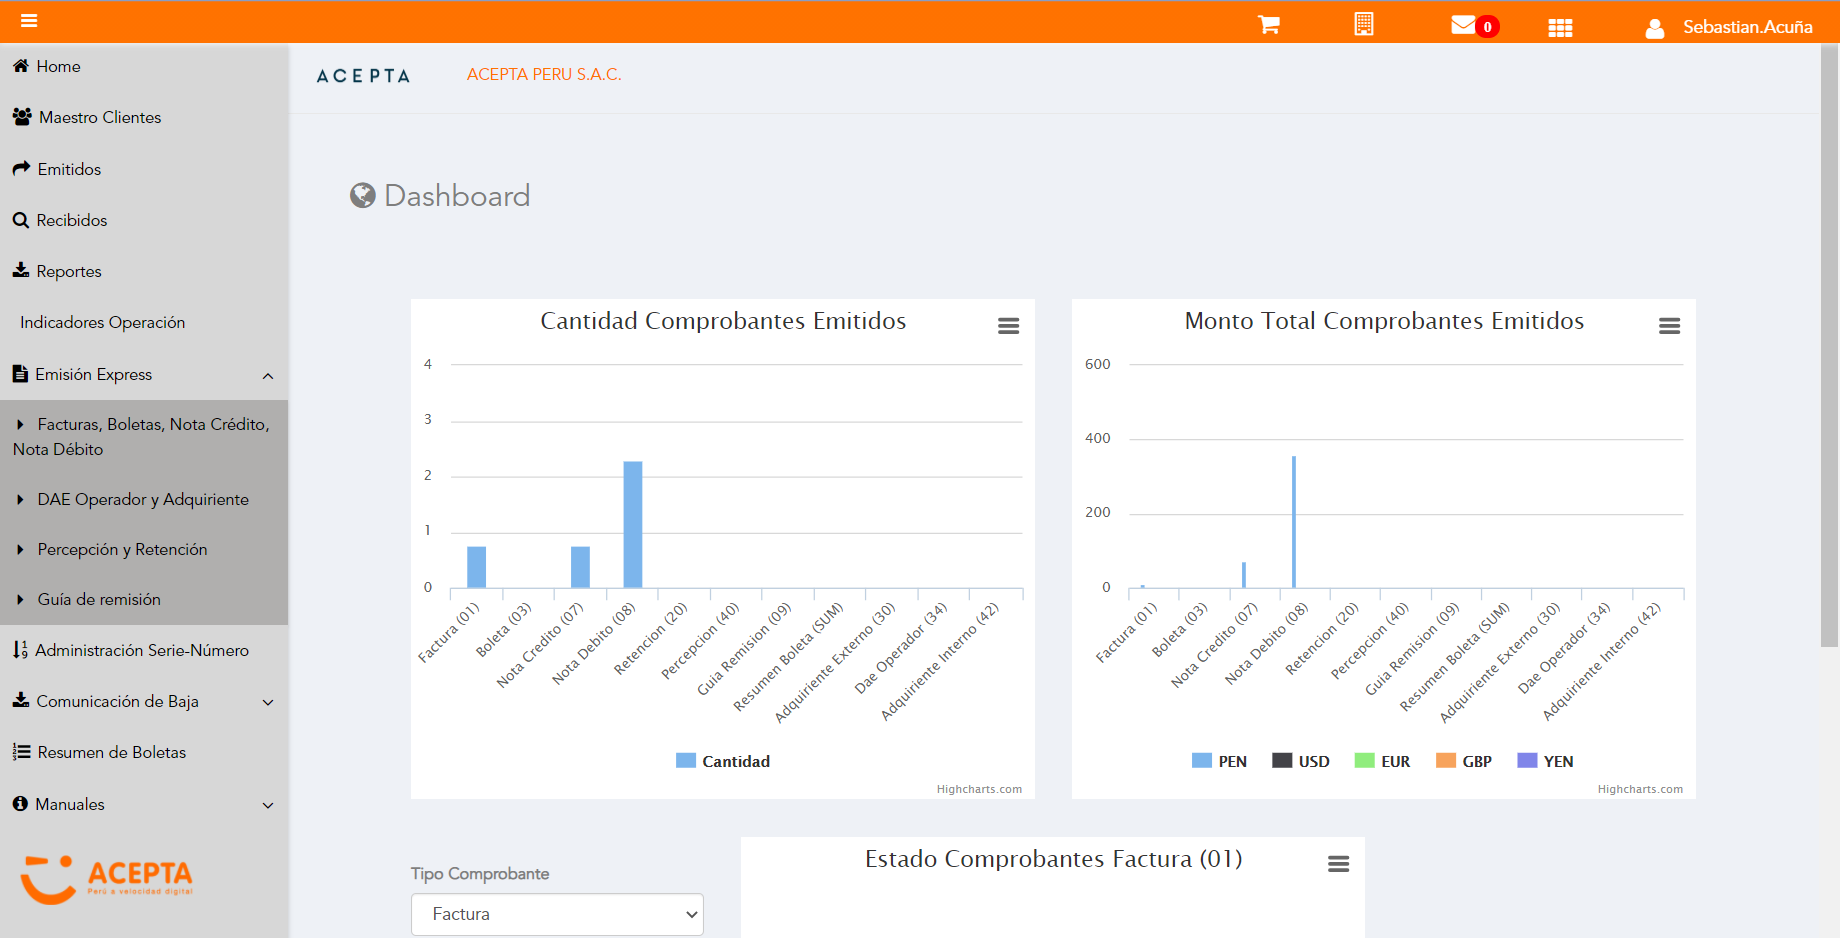 0
Sebastian.Acuña
Home
Maestro Clientes
Emitidos
Recibidos
Reportes
Indicadores Operación
Emisión Express
Facturas, Boletas, Nota Crédito,
Nota Débito
DAE Operador y Adquiriente
Percepción y Retención
Guía de remisión
Administración Serie-Número
Comunicación de Baja
Resumen de Boletas
Manuales
ACEPTA
Perú a velocidad digital
ACEPTA
ACEPTA PERU S.A.C.
Dashboard
Cantidad Comprobantes Emitidos
4
3
2
1
0
Factura (01)
Boleta (03)
Nota Credito (07)
Nota Debito (08)
Retencion (20)
Percepcion (40)
Guia Remision (09)
Resumen Boleta (SUM)
Adquiriente Externo (30)
Dae Operador (34)
Adquiriente Interno (42)
Cantidad
Highcharts.com
Monto Total Comprobantes Emitidos
600
400
200
0
Factura (01)
Boleta (03)
Nota Credito (07)
Nota Debito (08)
Retencion (20)
Percepcion (40)
Guia Remision (09)
Resumen Boleta (SUM)
Adquiriente Externo (30)
Dae Operador (34)
Adquiriente Interno (42)
PEN USD EUR GBP YEN
Highcharts.com
Tipo Comprobante
Factura
Estado Comprobantes Factura (01)